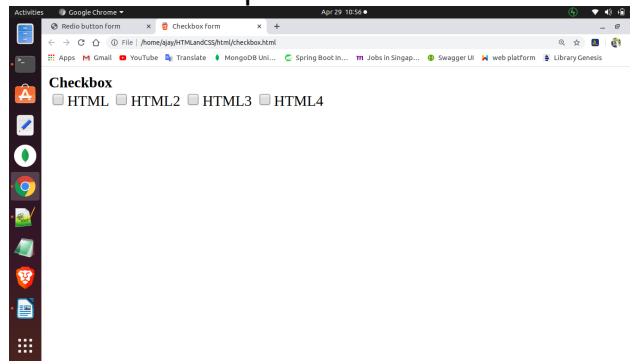 Activities Google Chrome Apr 29 10:56
Redio button form × Checkbox form × +
File | /home/ajay/HTMLandCSS/html/checkbox.html
Apps M Gmail YouTube Translate MongoDB Uni... Spring Boot In... m Jobs in Singap... Swagger UI web platform Library Genesis
Checkbox
HTML HTML2 HTML3 HTML4